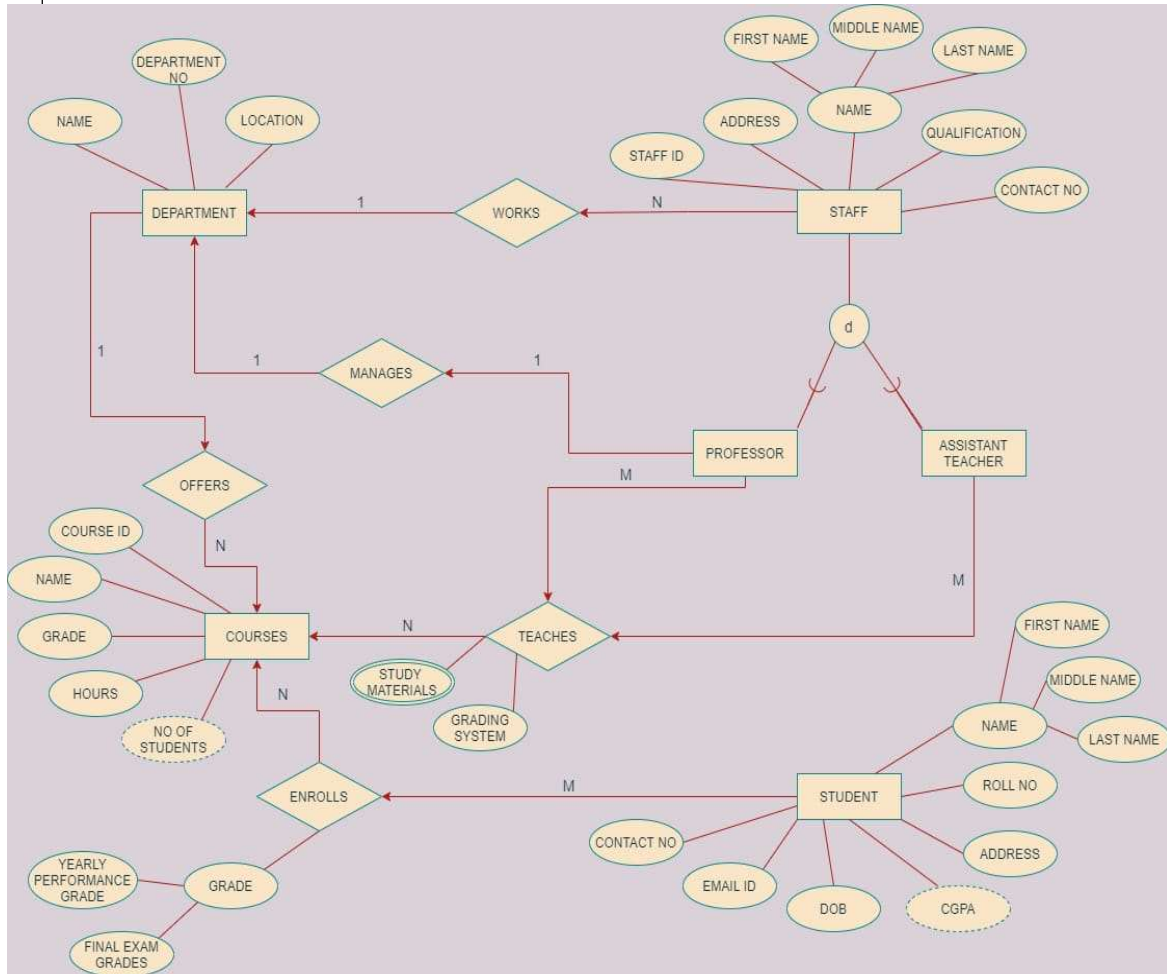 FIRST NAME
MIDDLE NAME
LAST NAME
DEPARTMENT
NO
NAME
LOCATION
NAME
ADDRESS
QUALIFICATION
STAFF ID
CONTACT NO
DEPARTMENT
1
WORKS
N
STAFF
d
1
1
MANAGES
1
PROFESSOR
ASSISTANT
TEACHER
M
OFFERS
N
COURSE ID
NAME
GRADE
HOURS
NO OF
STUDENTS
COURSES
N
TEACHES
M
STUDY
MATERIALS
GRADING
SYSTEM
N
FIRST NAME
MIDDLE NAME
NAME
LAST NAME
ENROLLS
M
STUDENT
ROLL NO
CONTACT NO
ADDRESS
EMAIL ID
DOB
CGPA
YEARLY
PERFORMANCE
GRADE
GRADE
FINAL EXAM
GRADES